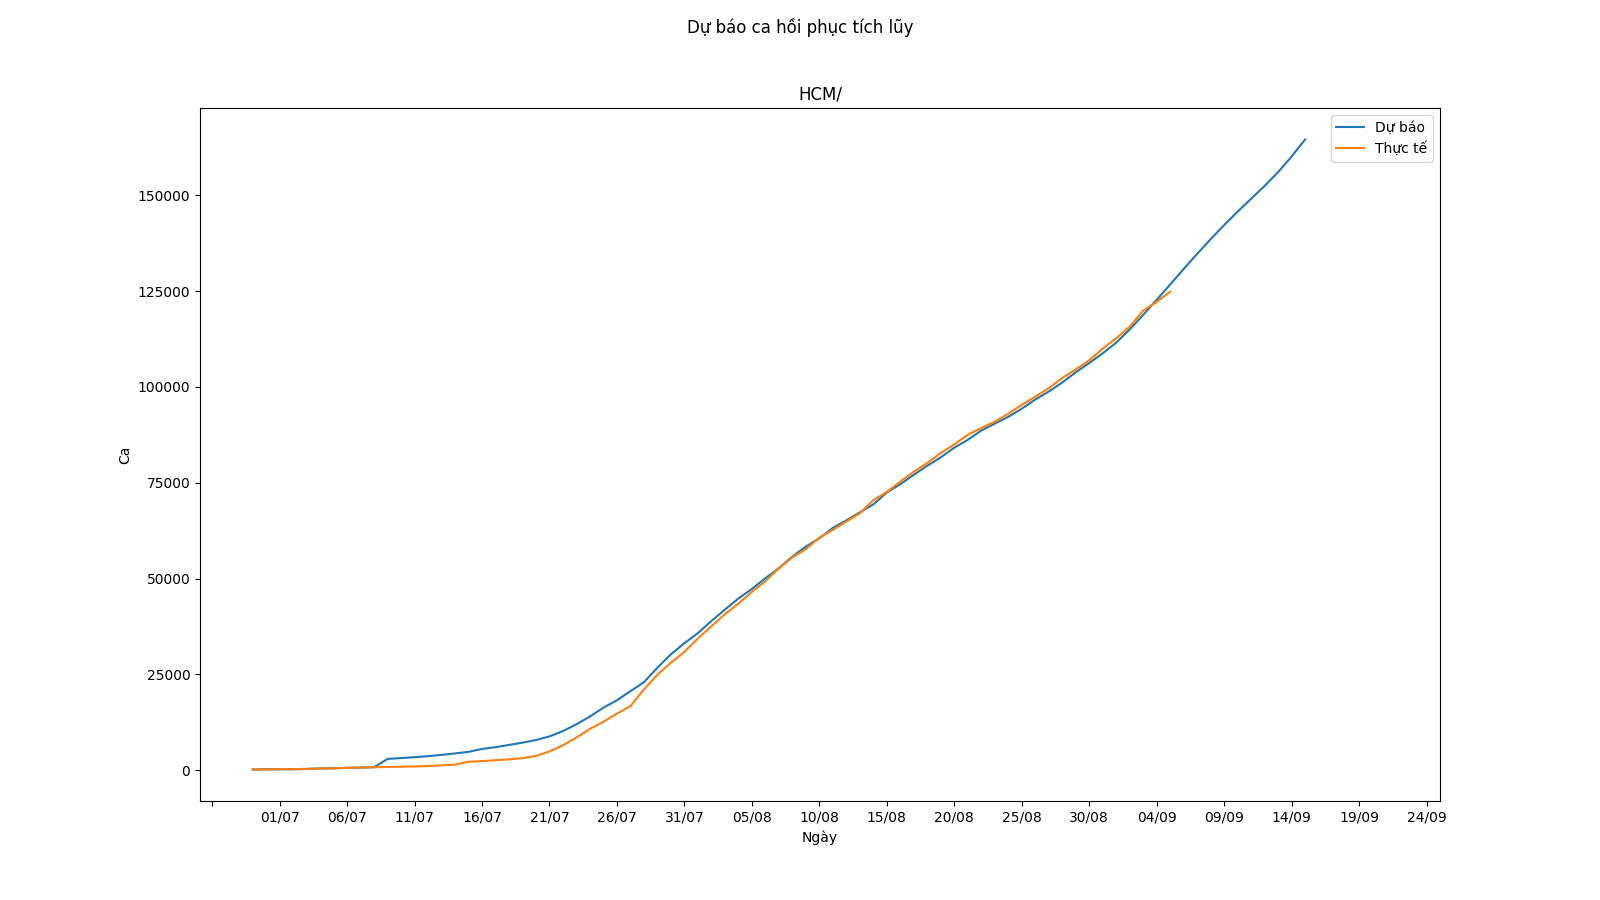 Dự báo ca hồi phục tích lũy
HCM/
Dự báo
Thực tế
150000
125000
100000
75000
50000
25000
0
Ca
01/07 06/07 11/07 16/07 21/07 26/07 31/07 05/08 10/08 15/08 20/08 25/08 30/08 04/09 09/09 14/09 19/09 24/09
Ngày